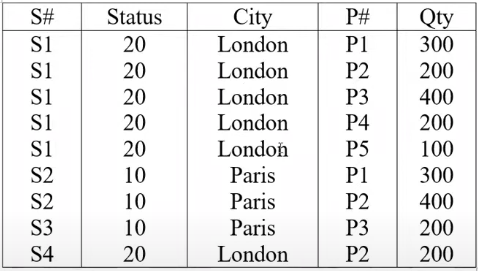 S# Status City P# Qty
S1 20 London P1 300
S1 20 London P2 200
S1 20 London P3 400
S1 20 London P4 200
S1 20 London P5 100
S2 10 Paris P1 300
S2 10 Paris P2 400
S3 10 Paris P3 200
S4 20 London P2 200